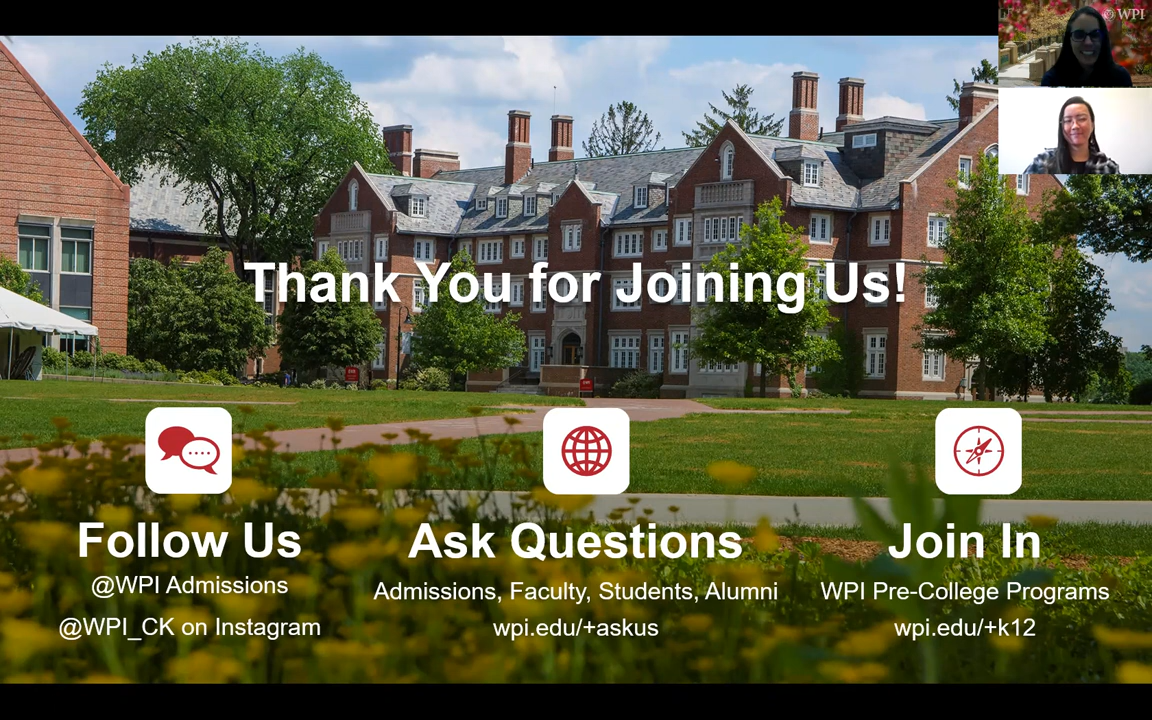 WPI
Thank You for Joining Us!
Follow Us
@WPI Admissions
@WPI_CK on Instagram
Ask Questions
Admissions, Faculty, Students, Alumni
wpi.edu/+askus
Join In
WPI Pre-College Programs
wpi.edu/+k12